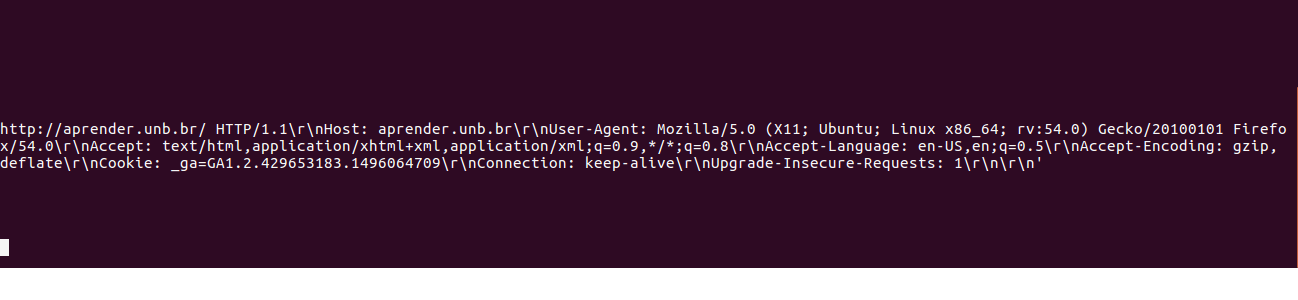 http://aprender.unb.br/ HTTP/1.1\r\nHost: aprender.unb.br\r\nUser-Agent: Mozilla/5.0 (X11; Ubuntu; Linux x86_64; rv:54.0) Gecko/20100101 Firefo
x/54.0\r\nAccept: text/html,application/xhtml+xml,application/xml;q=0.9,*/*;q=0.8\r\nAccept-Language: en-US,en;q=0.5\r\nAccept-Encoding: gzip,
deflate\r\nCookie: _ga=GA1.2.429653183.1496064709\r\nConnection: keep-alive\r\nUpgrade-Insecure-Requests: 1\r\n\r\n'